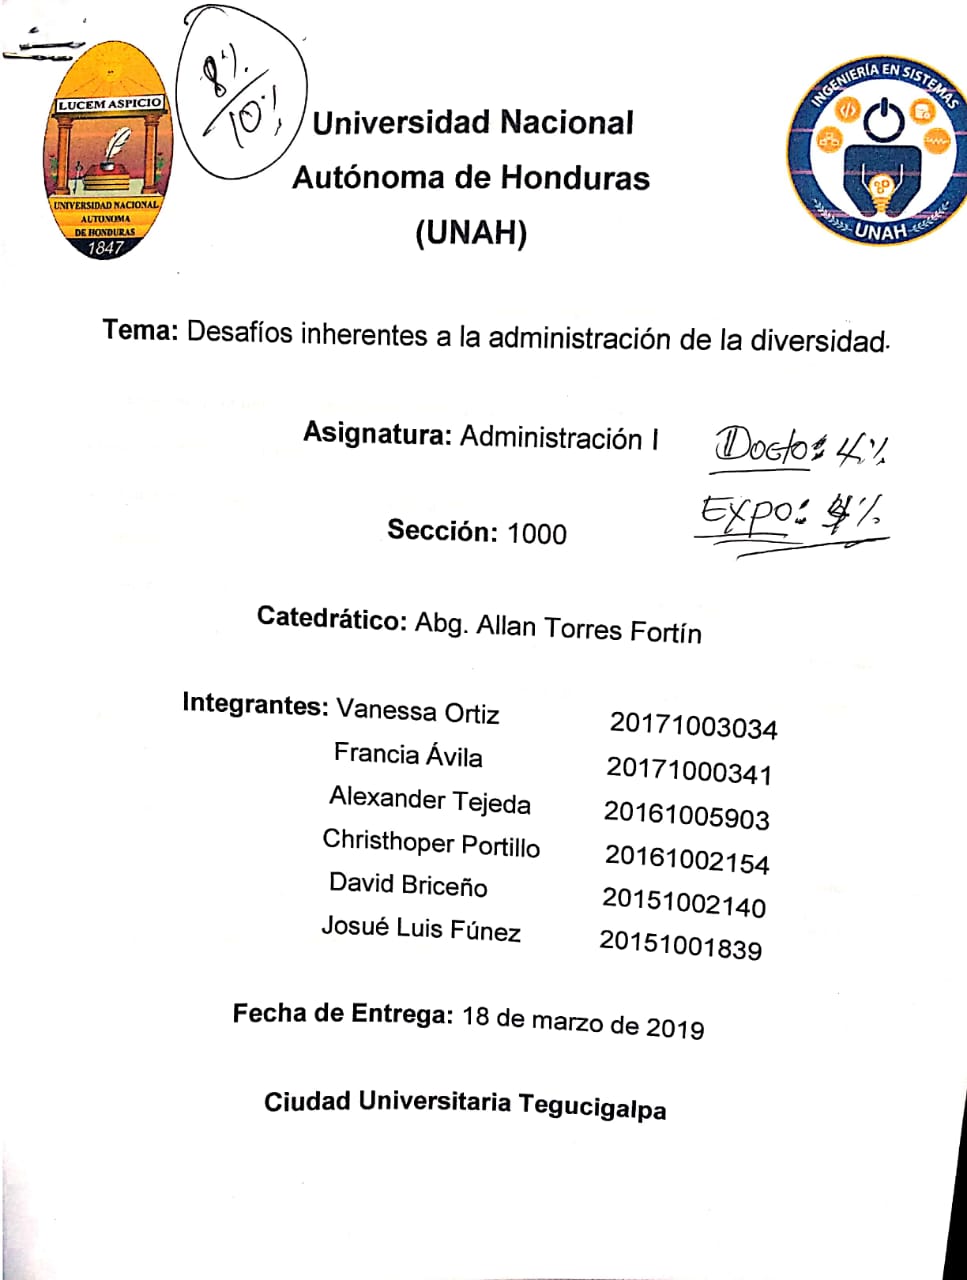 LUCEM ASPICIO
UNIVERSIDAD NACIONAL
AUTONOMA
DE HONDURAS
1847
8%/10%
Universidad Nacional
Autónoma de Honduras
(UNAH)
INGENIERÍA EN SISTEMAS
UNAH
Tema: Desafíos inherentes a la administración de la diversidad.
Asignatura: Administración I
Docto: 4%
Expo: 4%
Sección: 1000
Catedrático: Abg. Allan Torres Fortín
Integrantes: Vanessa Ortiz 20171003034
Francia Ávila 20171000341
Alexander Tejeda 20161005903
Christhoper Portillo 20161002154
David Briceño 20151002140
Josué Luis Fúnez 20151001839
Fecha de Entrega: 18 de marzo de 2019
Ciudad Universitaria Tegucigalpa